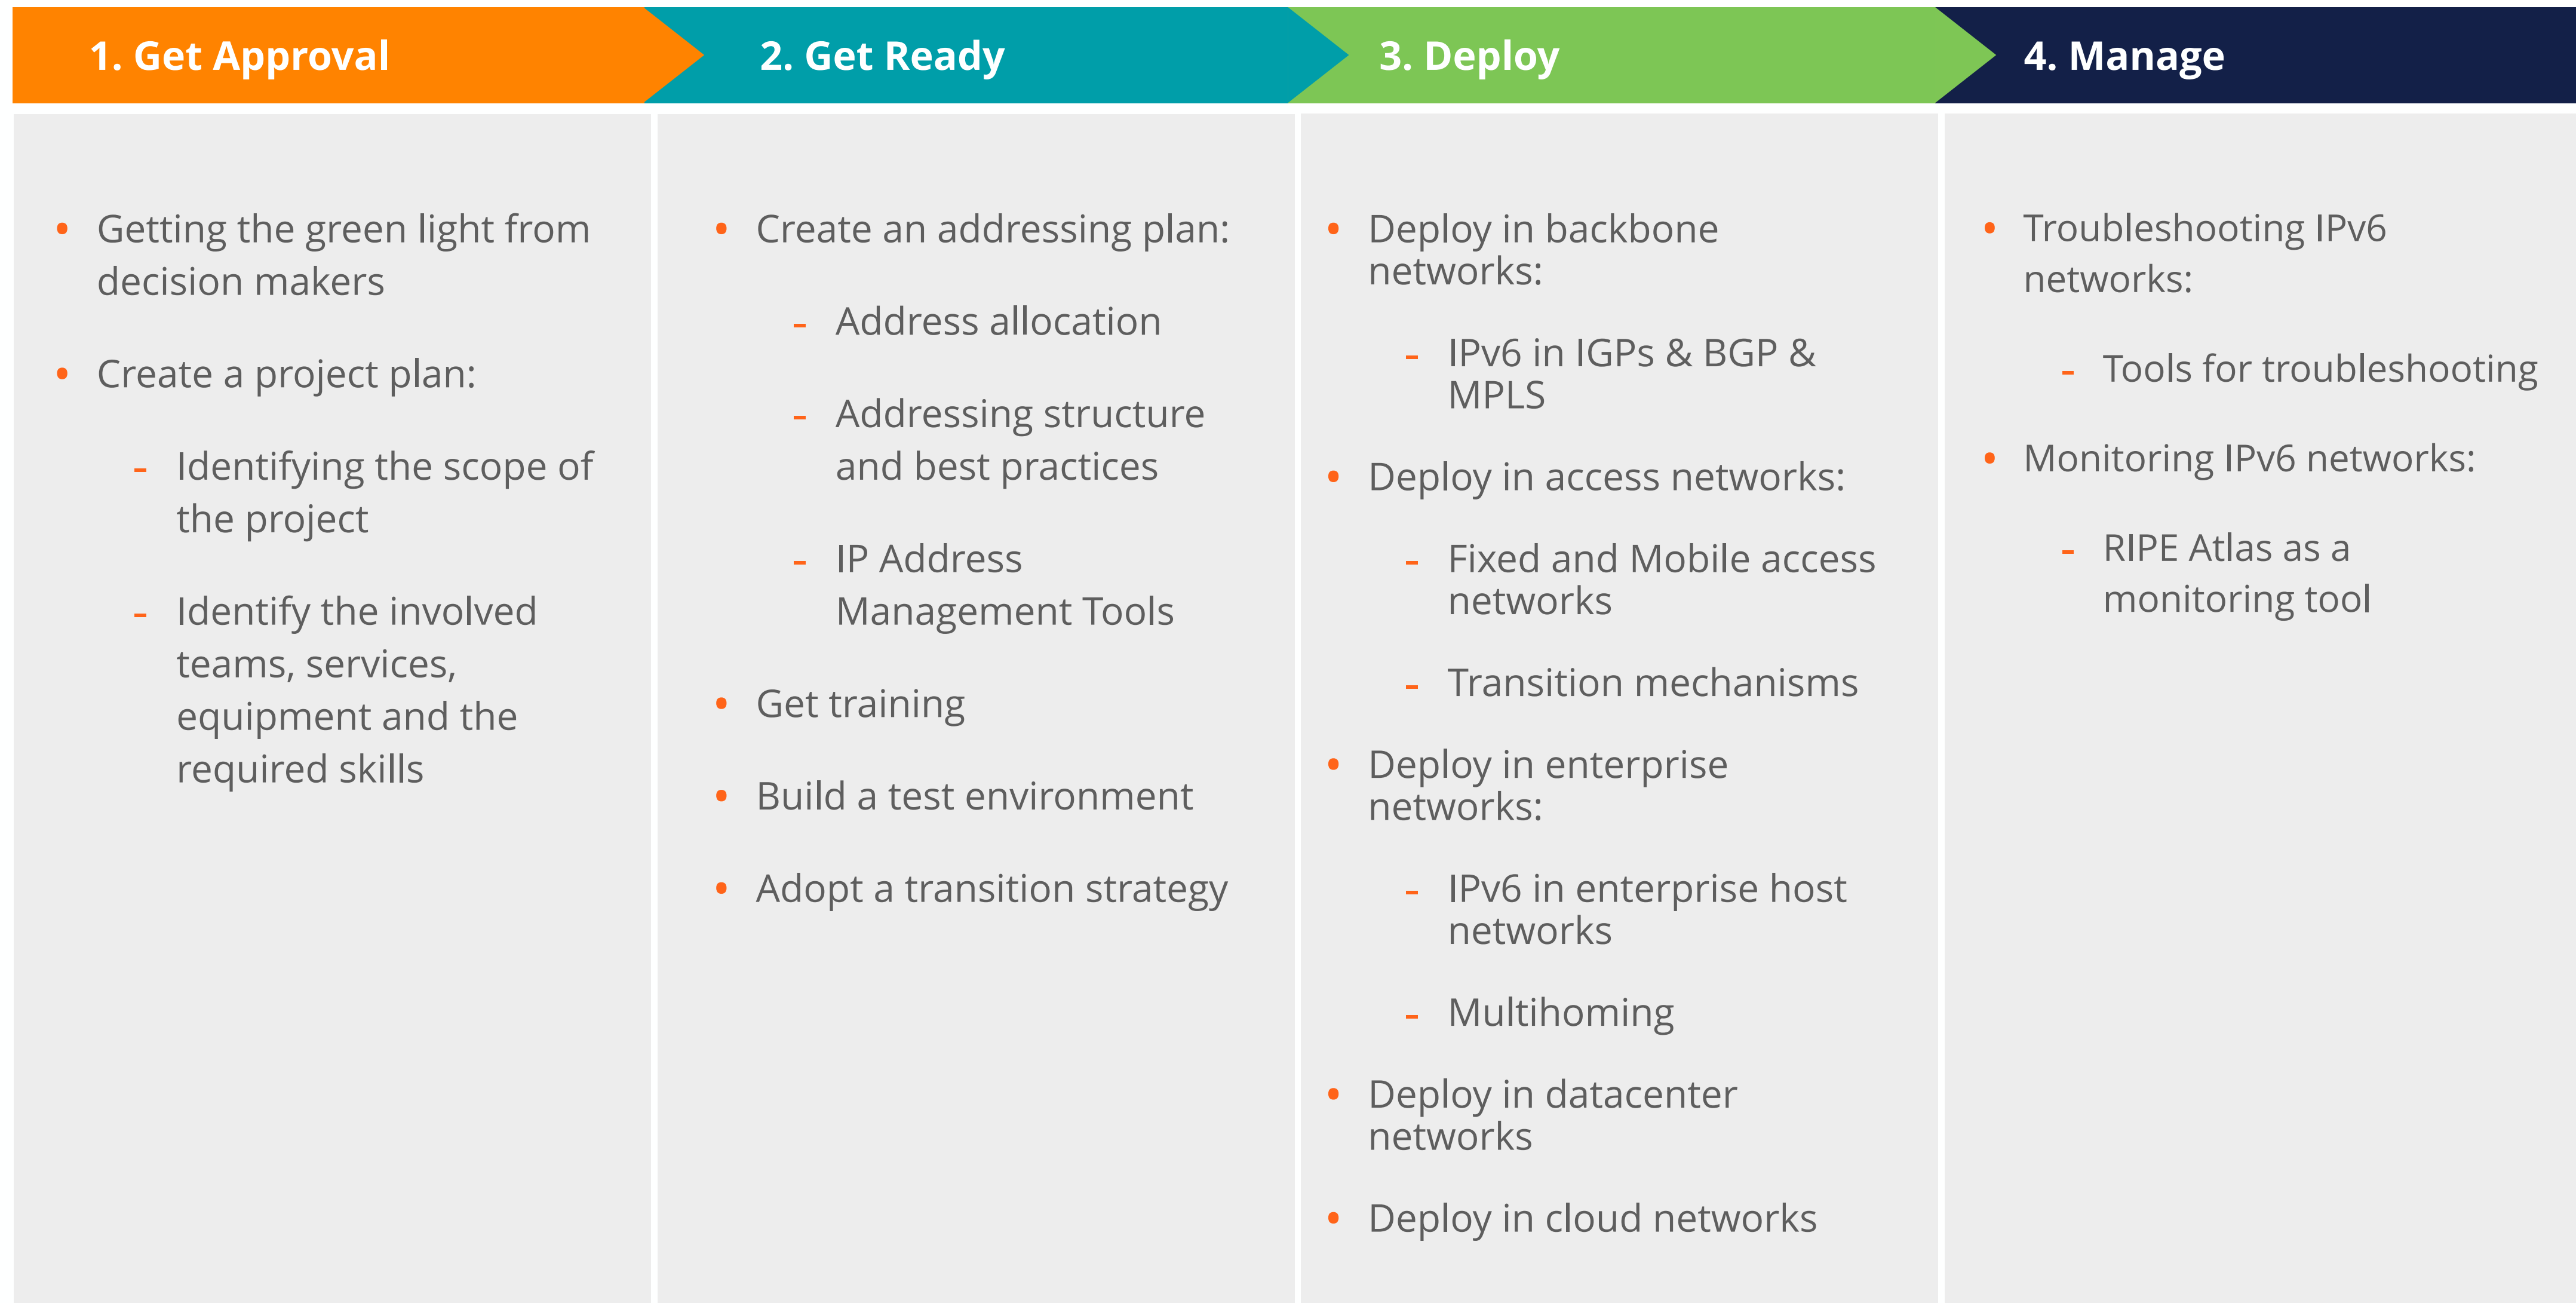 1. Get Approval
2. Get Ready
3. Deploy
4. Manage
• Getting the green light from
decision makers
• Create a project plan:
- Identifying the scope of
the project
- Identify the involved
teams, services,
equipment and the
required skills
• Create an addressing plan:
- Address allocation
- Addressing structure
and best practices
- IP Address
Management Tools
• Get training
• Build a test environment
• Adopt a transition strategy
• Deploy in backbone
networks:
- IPv6 in IGPs & BGP &
MPLS
• Deploy in access networks:
- Fixed and Mobile access
networks
- Transition mechanisms
• Deploy in enterprise
networks:
- IPv6 in enterprise host
networks
- Multihoming
• Deploy in datacenter
networks
• Deploy in cloud networks
• Troubleshooting IPv6
networks:
- Tools for troubleshooting
• Monitoring IPv6 networks:
- RIPE Atlas as a
monitoring tool